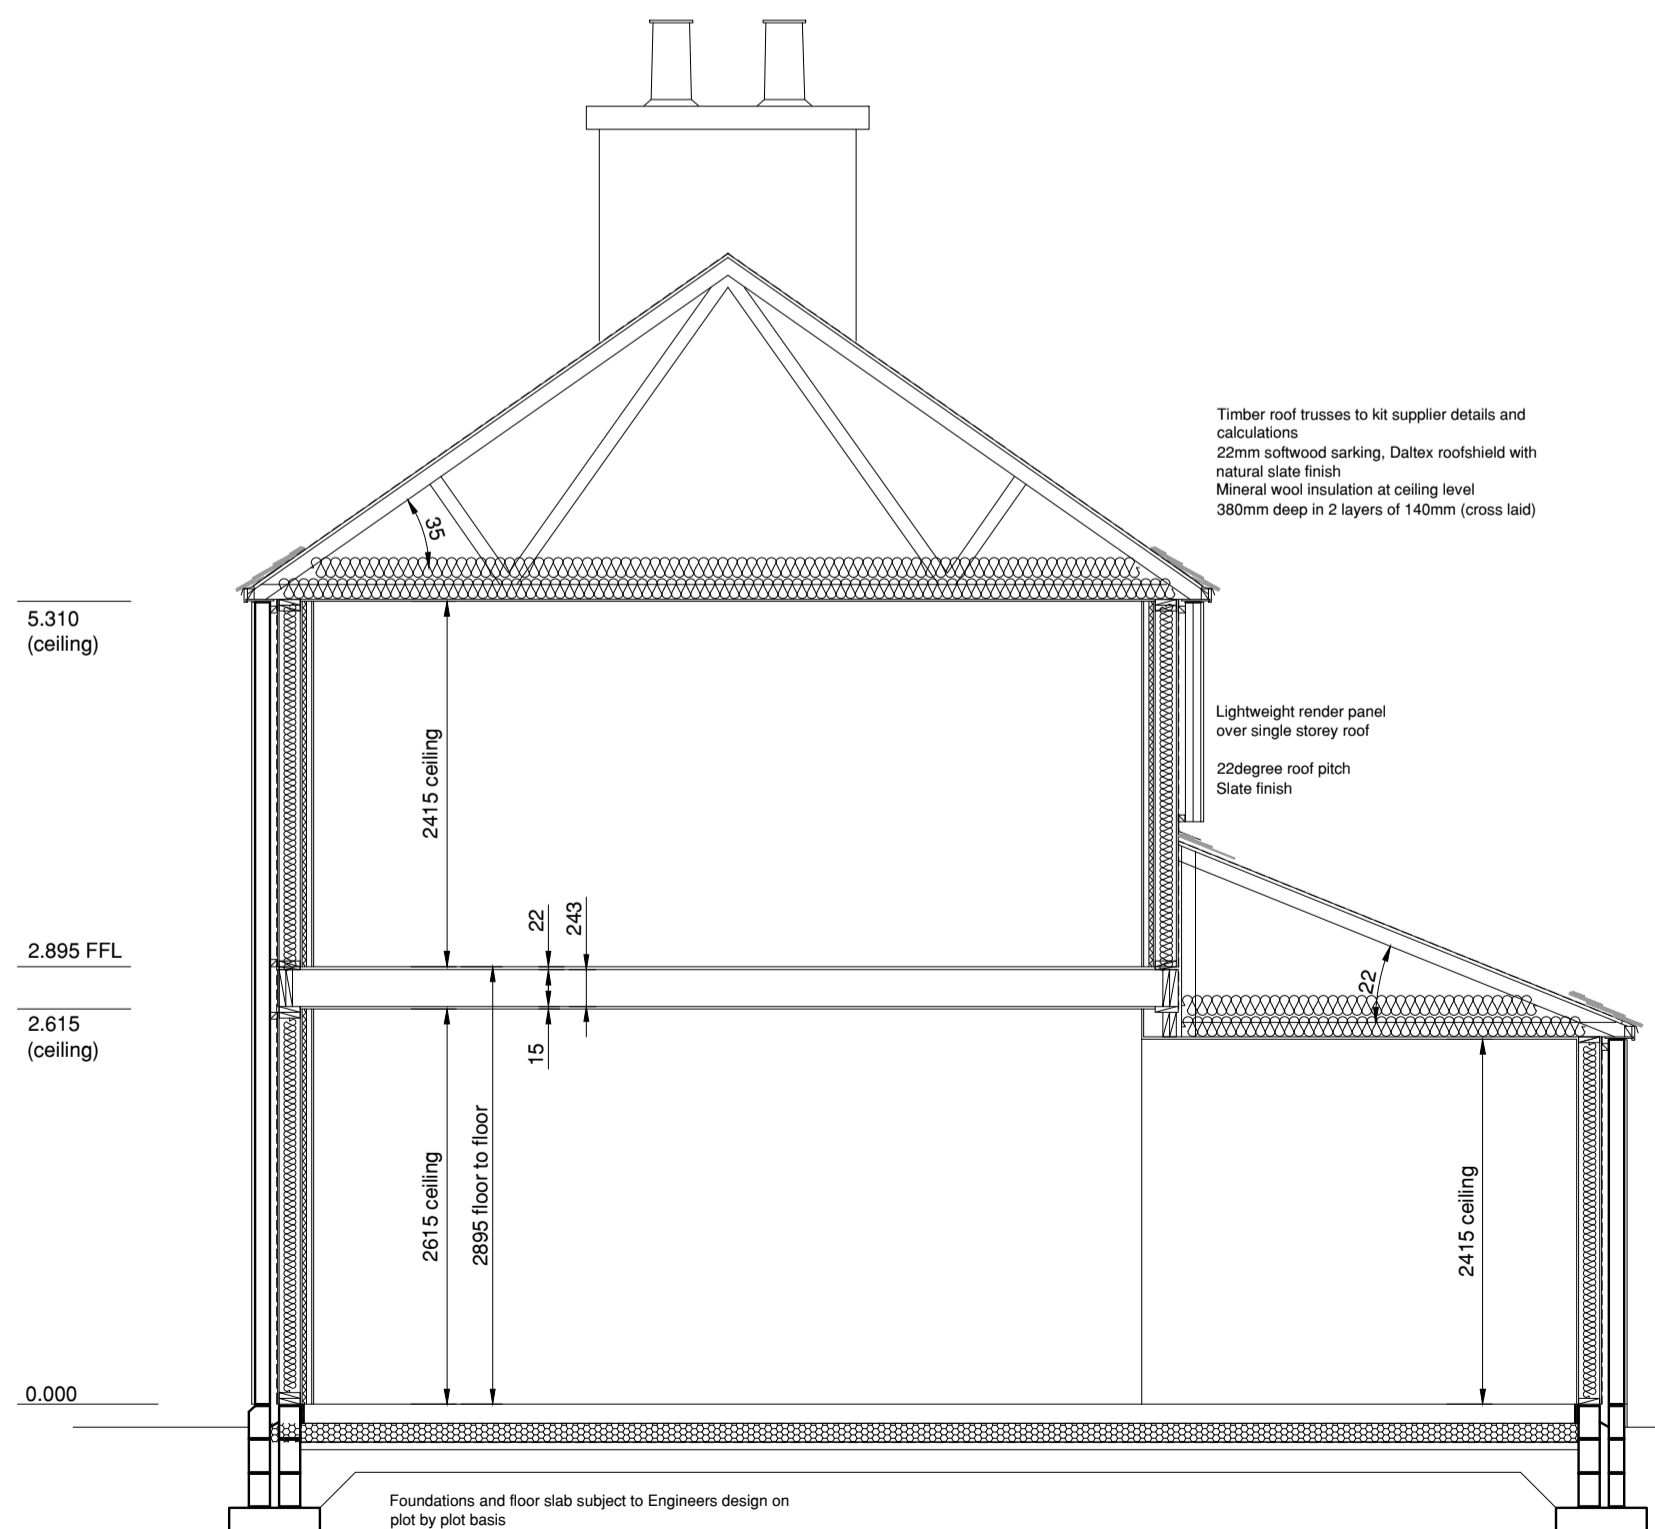 Timber roof trusses to kit supplier details and
calculations
22mm softwood sarking, Daltex roofshield with
natural slate finish
Mineral wool insulation at ceiling level
380mm deep in 2 layers of 140mm (cross laid)
35
5.310
(ceiling)
2415 ceiling
Lightweight render panel
over single storey roof
22degree roof pitch
Slate finish
22
243
2.895 FFL
22
2.615
(ceiling)
15
2615 ceiling
2895 floor to floor
2415 ceiling
0.000
Foundations and floor slab subject to Engineers design on
plot by plot basis